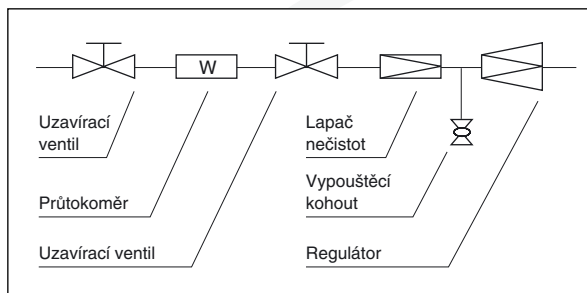 W
Uzavírací
ventil
Průtokoměr
Uzavírací ventil
Lapač
nečistot
Vypouštěcí
kohout
Regulátor